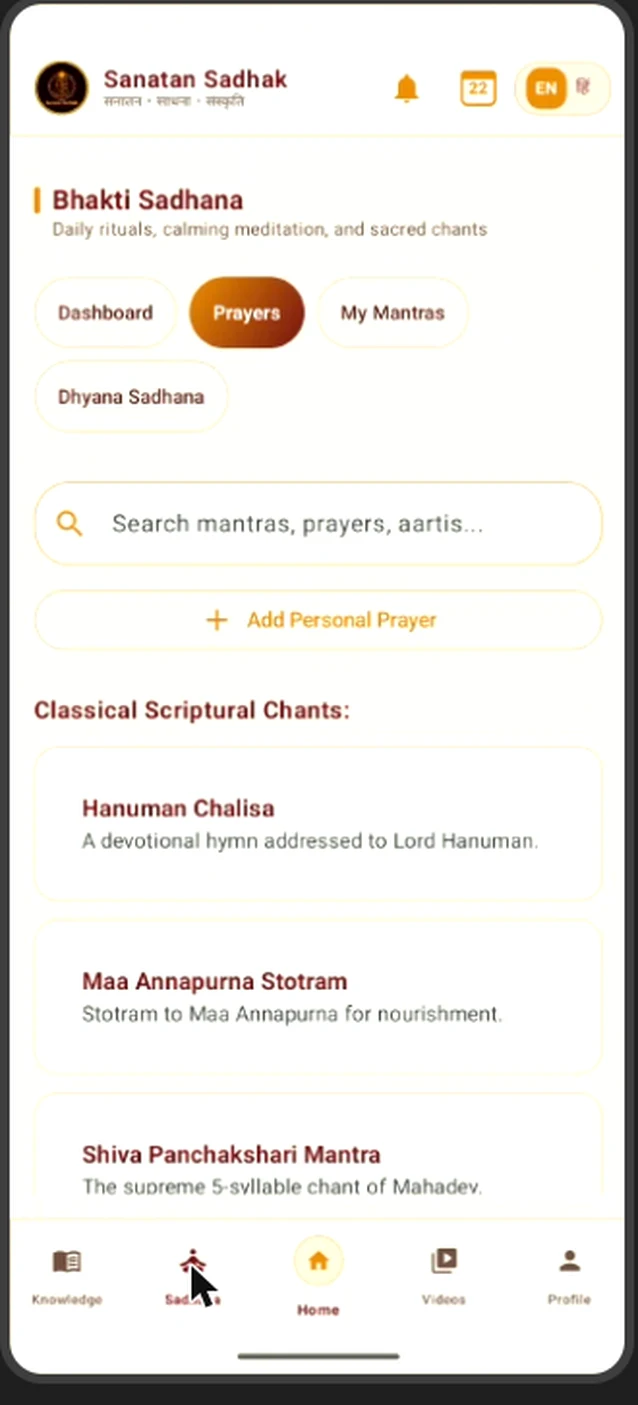 Sanatan Sadhak
सनातन • साधना • संस्कृति
22
EN
हिं
Bhakti Sadhana
Daily rituals, calming meditation, and sacred chants
Dashboard
Prayers
My Mantras
Dhyana Sadhana
Search mantras, prayers, aartis...
Add Personal Prayer
Classical Scriptural Chants:
Hanuman Chalisa
A devotional hymn addressed to Lord Hanuman.
Maa Annapurna Stotram
Stotram to Maa Annapurna for nourishment.
Shiva Panchakshari Mantra
The supreme 5-syllable chant of Mahadev.
Knowledge
Home
Videos
Profile